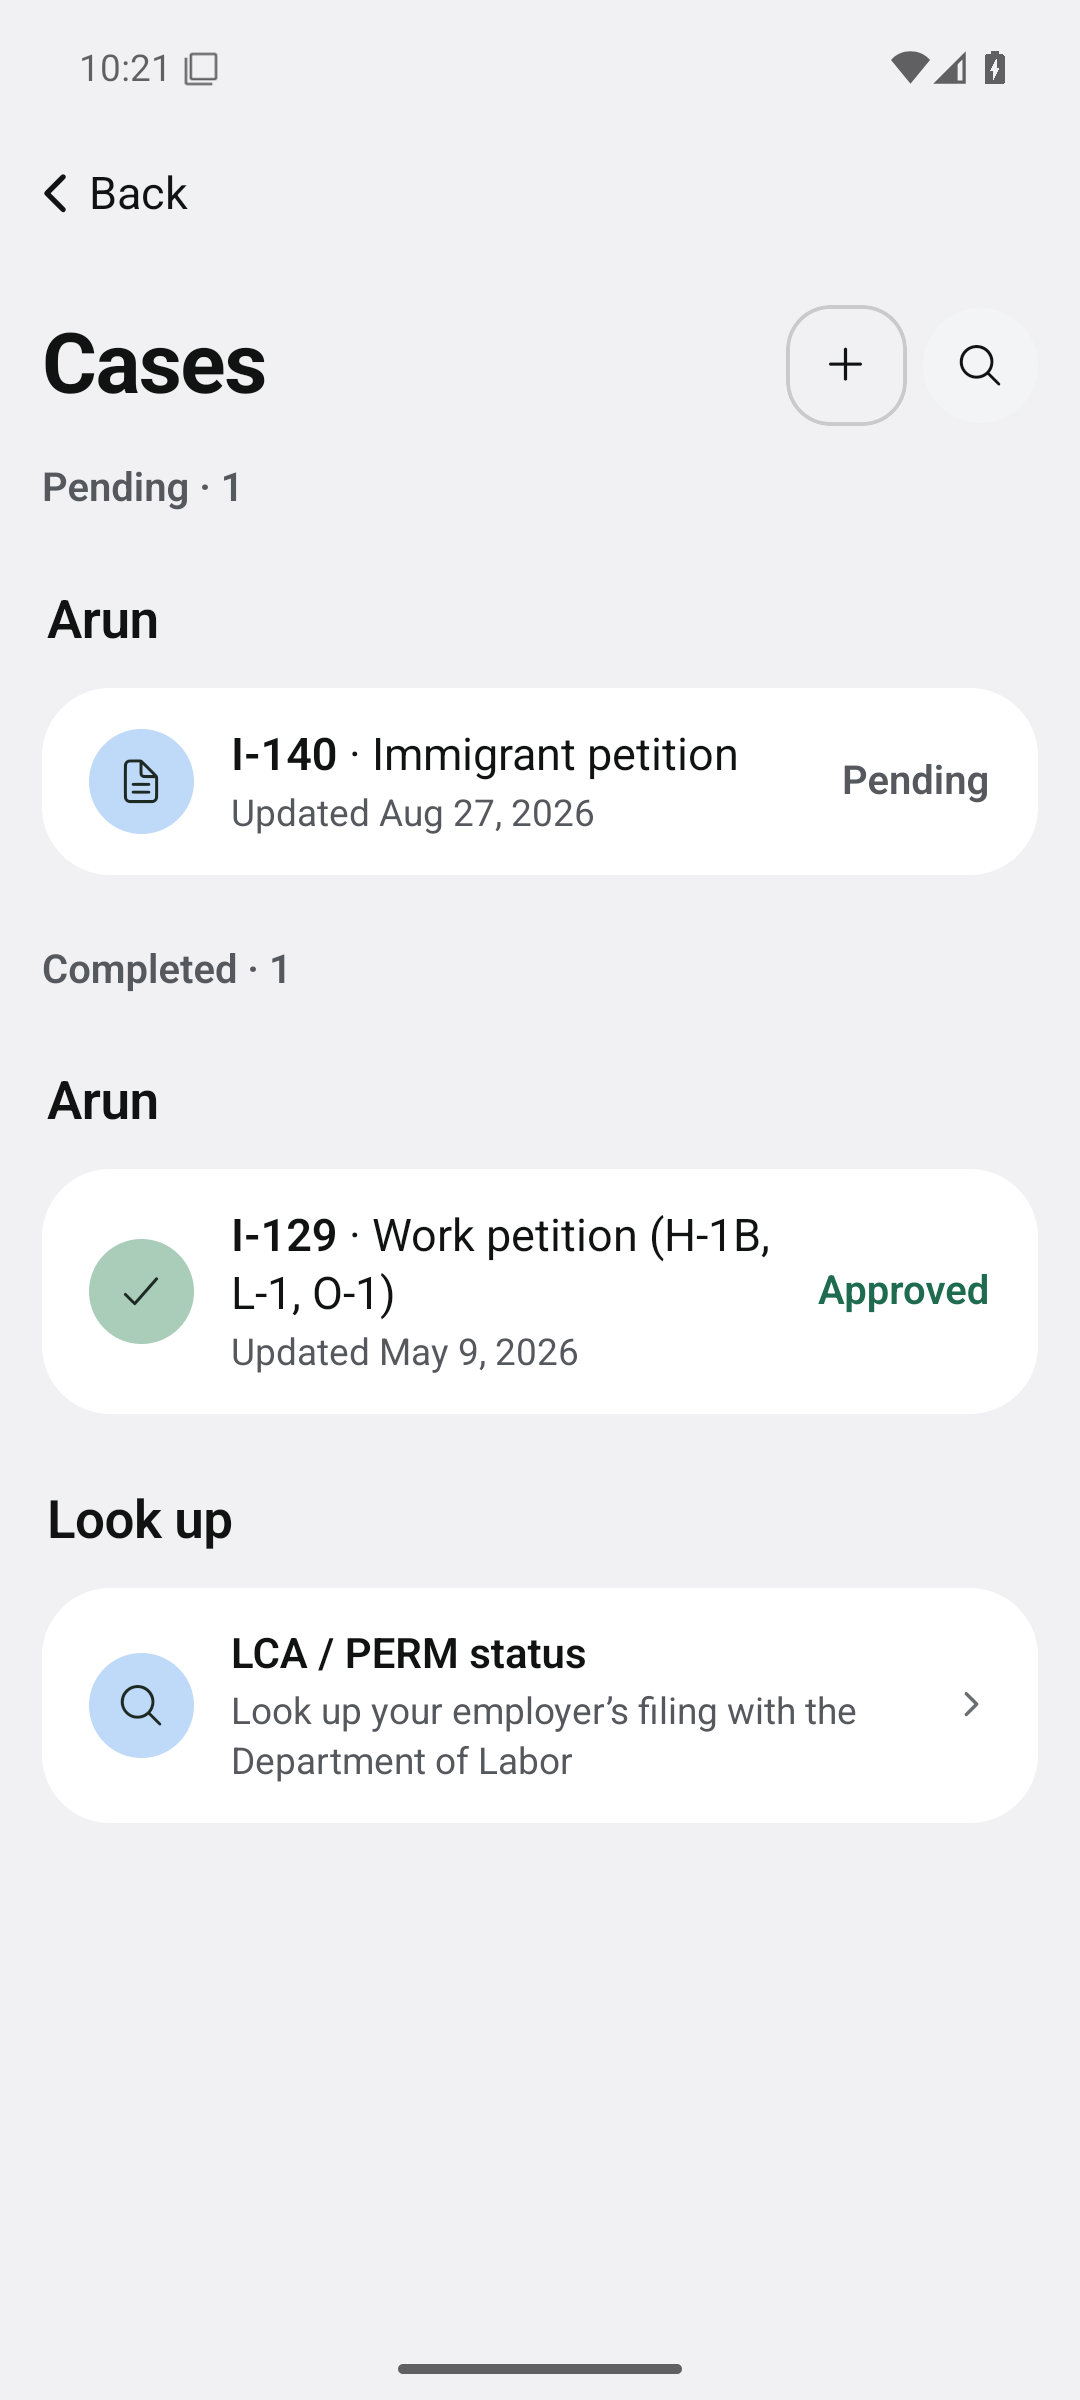 10:21
Back
Cases
Pending · 1
Arun
I-140 · Immigrant petition
Updated Aug 27, 2026
Pending
Completed · 1
Arun
I-129 · Work petition (H-1B,
L-1, O-1)
Updated May 9, 2026
Approved
Look up
LCA / PERM status
Look up your employer’s filing with the
Department of Labor